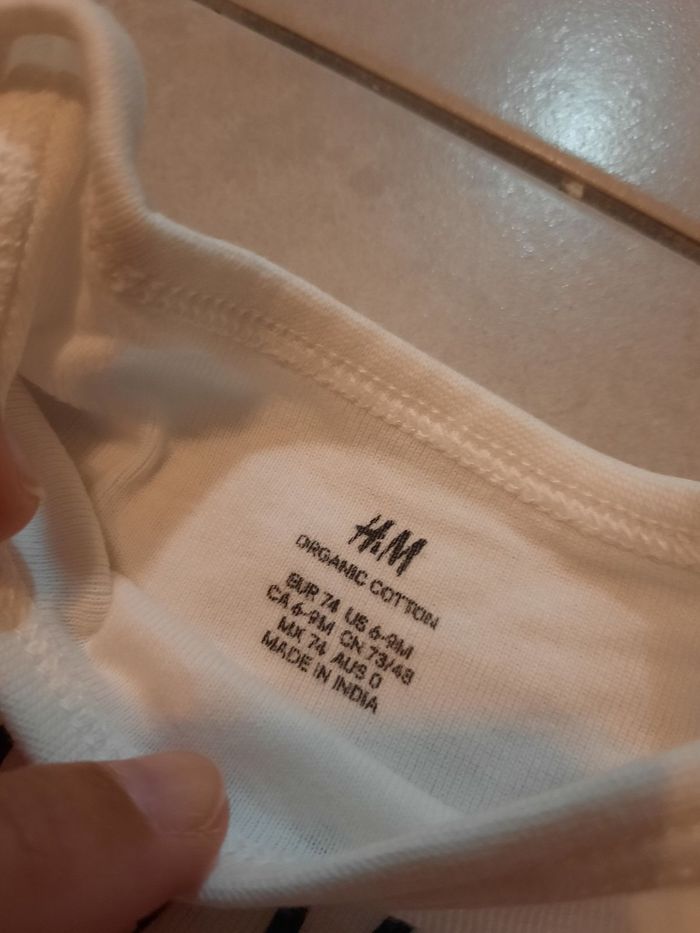 H&M
ORGANIC COTTON
EUR 74 US 6-9M
CA 6-9M CN 73/48
MX 74 AUS 0
MADE IN INDIA